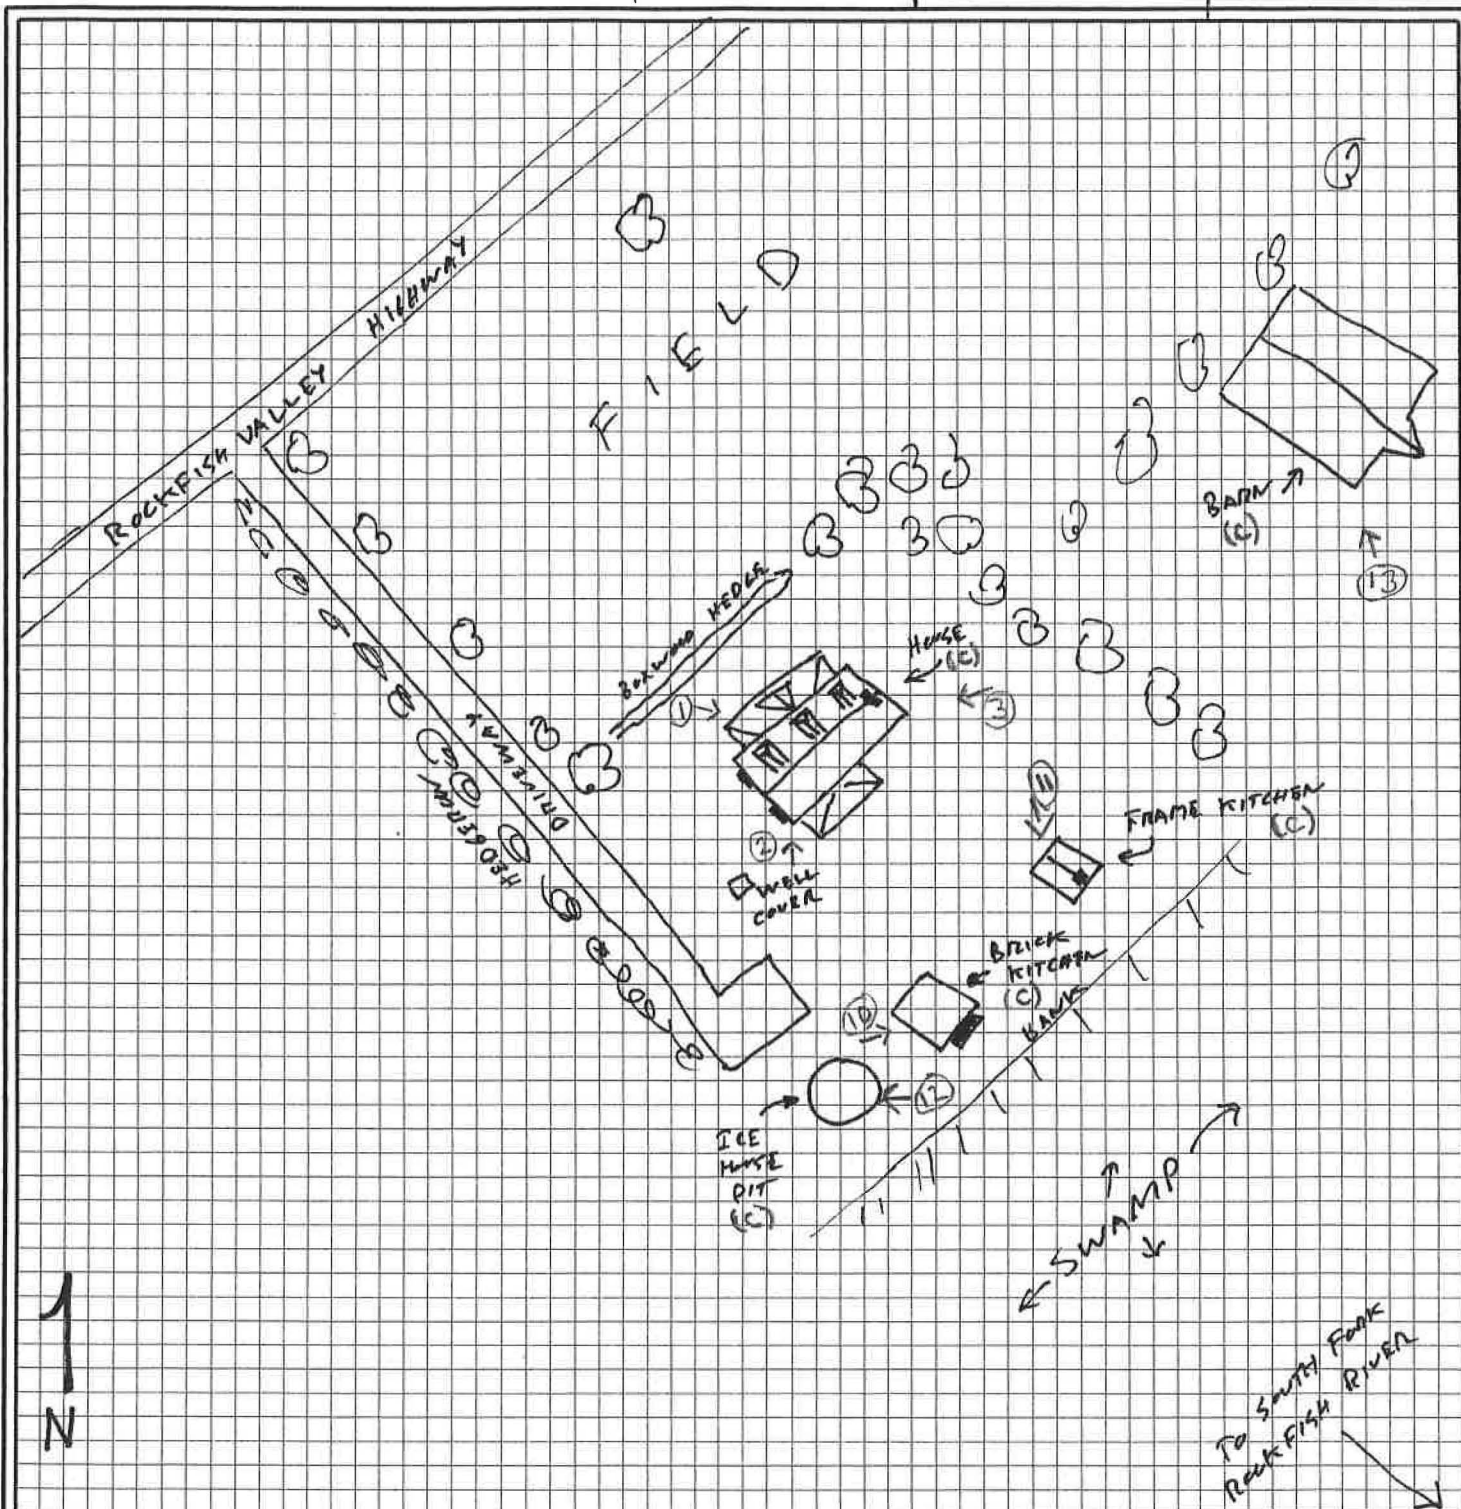 ROCKFISH VALLEY HIGHWAY
FIELD
BARN
(C)
13
BOXWOOD HEDGE
HOUSE
(C)
1
3
DRIVEWAY
HEDGEROW
11
FRAME KITCHEN
(C)
2
WELL
COVER
BRICK
KITCHEN
(C)
BANK
10
12
ICE
HOUSE
PIT
(C)
SWAMP
N
TO SOUTH FORK
ROCKFISH RIVER